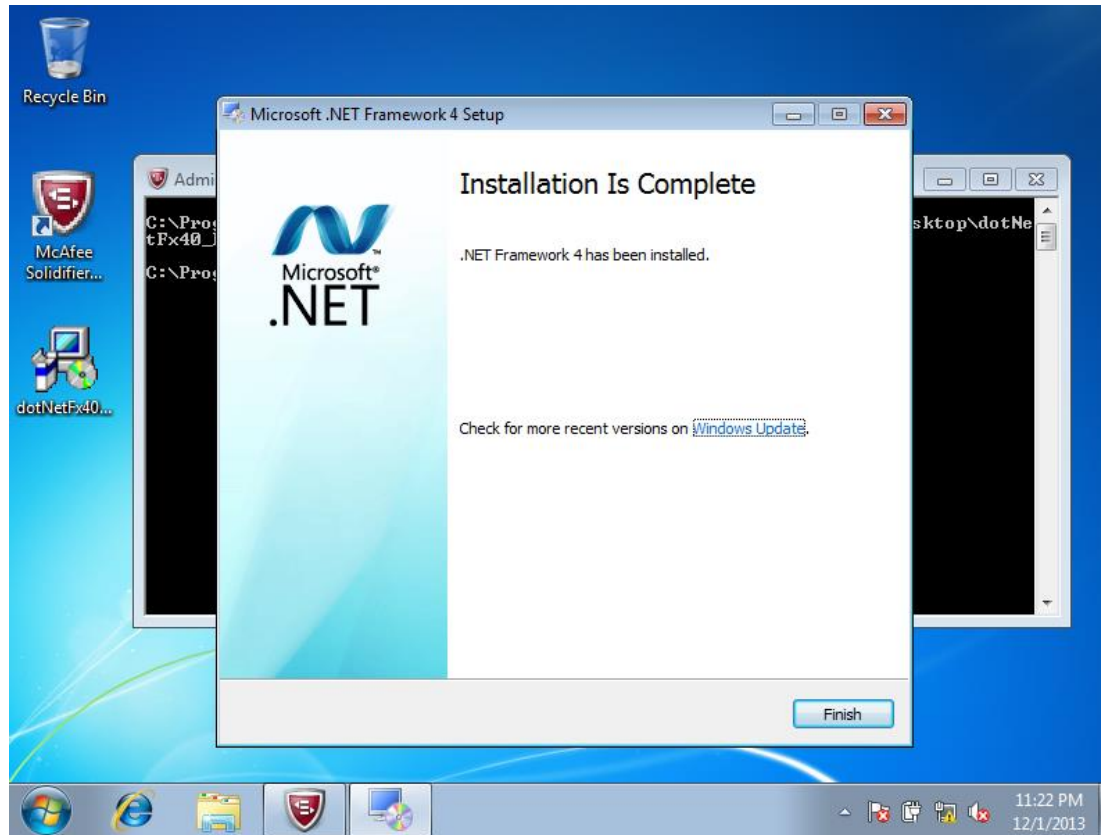 Recycle Bin
Microsoft .NET Framework 4 Setup
Installation Is Complete
.NET Framework 4 has been installed.
Microsoft®
.NET
Check for more recent versions on Windows Update.
Finish
Admi
C:\Prog sktop\dotNe
tFx40_
C:\Prog
McAfee
Solidifier...
dotNetFx40...
11:22 PM
12/1/2013